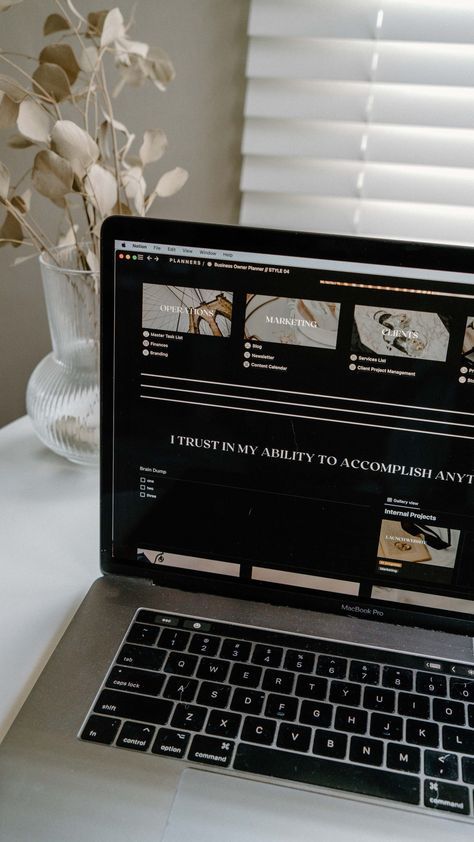 Notion File Edit View Window Help
PLANNERS / Business Owner Planner // STYLE 04
OPERATIONS
Master Task List
Finances
Branding
MARKETING
Blog
Newsletter
Content Calendar
CLIENTS
Services List
Client Project Management
I TRUST IN MY ABILITY TO ACCOMPLISH ANYT
Brain Dump
one
two
three
Gallery view
Internal Projects
LAUNCH WEBSITE
Marketing
MacBook Pro
esc
! 1 @ 2 # 3 $ 4 % 5 ^ 6 & 7 * 8 ( 9 ) 0
tab Q W E R T Y U I O P
caps lock A S D F G H J K L
shift Z X C V B N M
fn control option command command